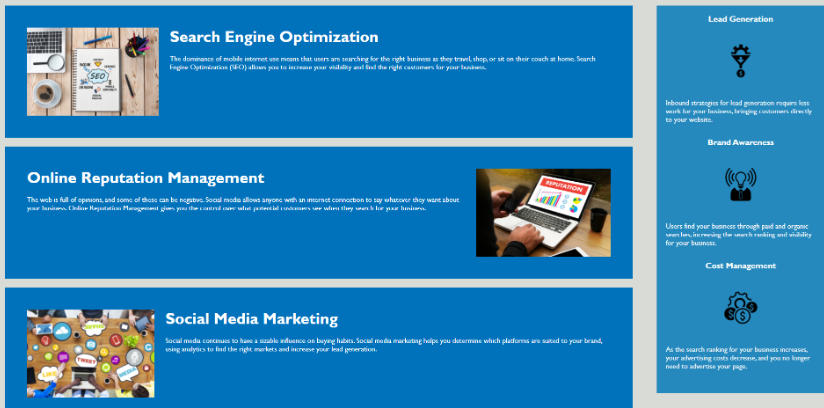 Search Engine Optimization
The dominance of mobile internet use means that users are searching for the right business as they travel, shop, or sit on their couch at home. Search
Engine Optimization (SEO) allows you to increase your visibility and find the right customers for your business.
SEO
Online Reputation Management
The web is full of opinions, and some of these can be negative. Social media allows anyone with an internet connection to say whatever they want about
your business. Online Reputation Management gives you the control over what potential customers see when they search for your business.
REPUTATION
Social Media Marketing
Social media continues to have a sizable influence on buying habits. Social media marketing helps you determine which platforms are suited to your brand,
using analytics to find the right markets and increase your lead generation.
TWEET
LIKE
MEDIA
Lead Generation
Inbound strategies for lead generation require less
work for your business, bringing customers directly
to your website.
Brand Awareness
Users find your business through paid and organic
searches, increasing the search ranking and visibility
for your business.
Cost Management
As the search ranking for your business increases,
your advertising costs decrease, and you no longer
need to advertise your page.